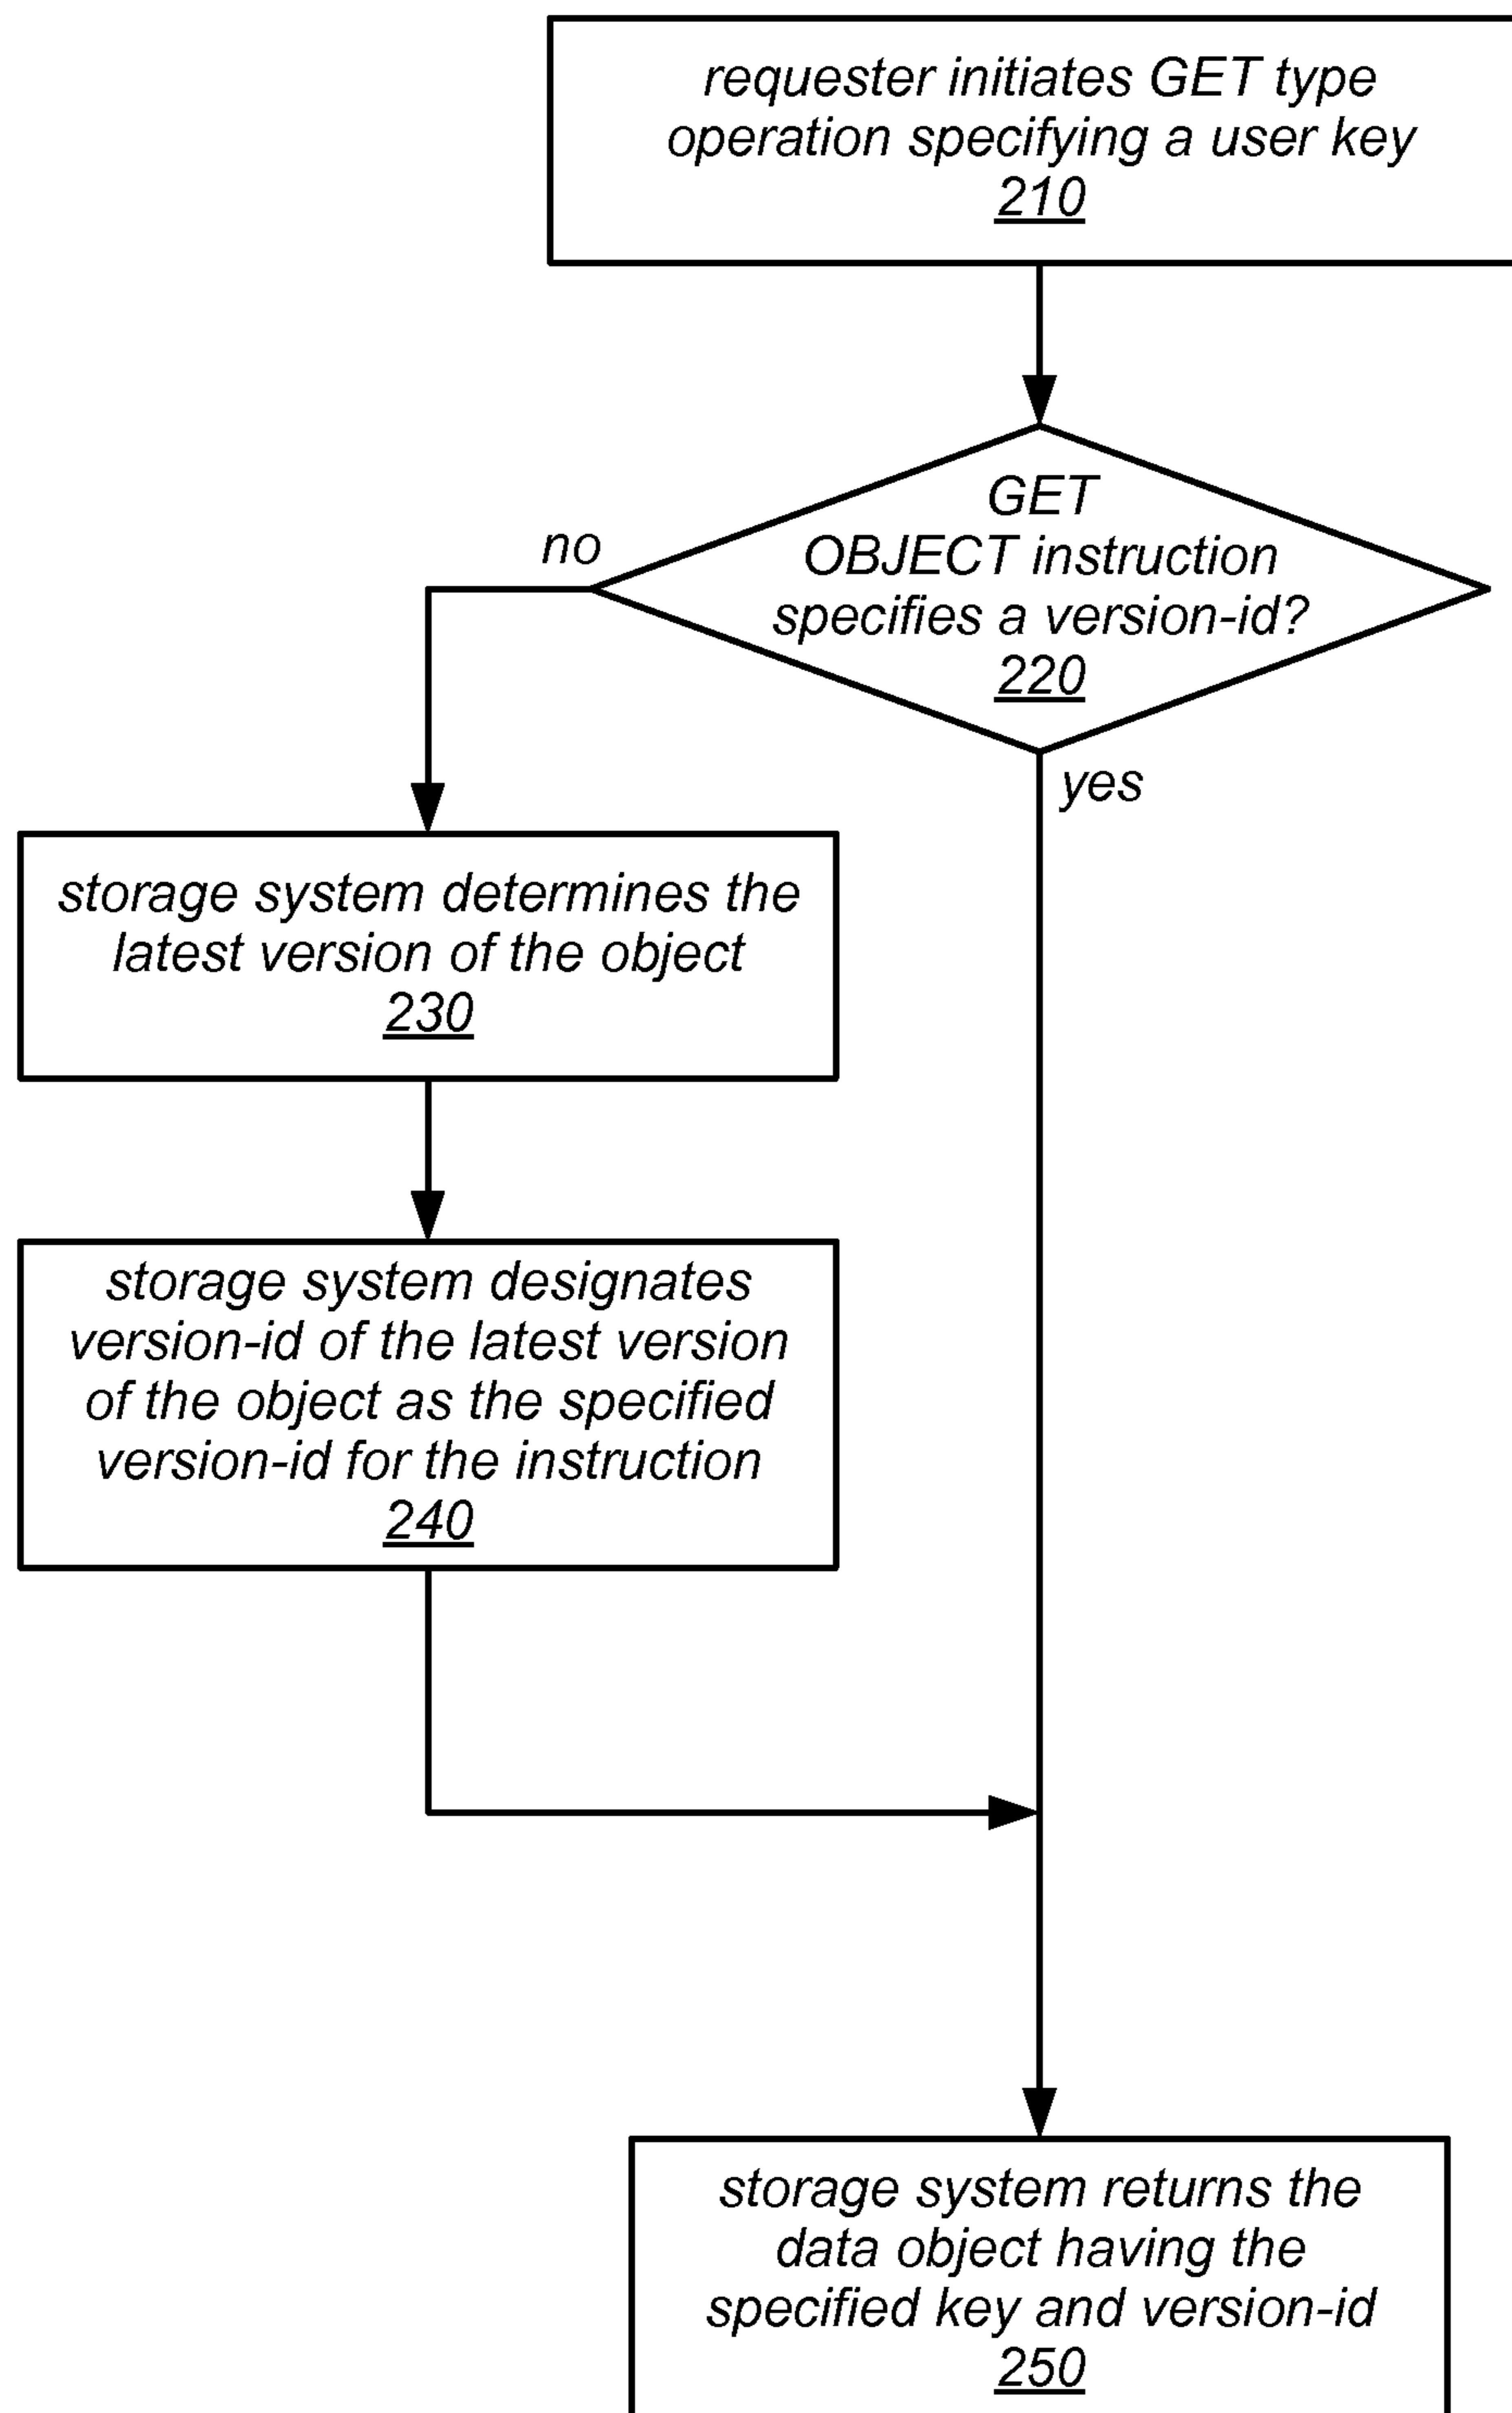 requester initiates GET type
operation specifying a user key
210
GET
OBJECT instruction
specifies a version-id?
220
no
yes
storage system determines the
latest version of the object
230
storage system designates
version-id of the latest version
of the object as the specified
version-id for the instruction
240
storage system returns the
data object having the
specified key and version-id
250